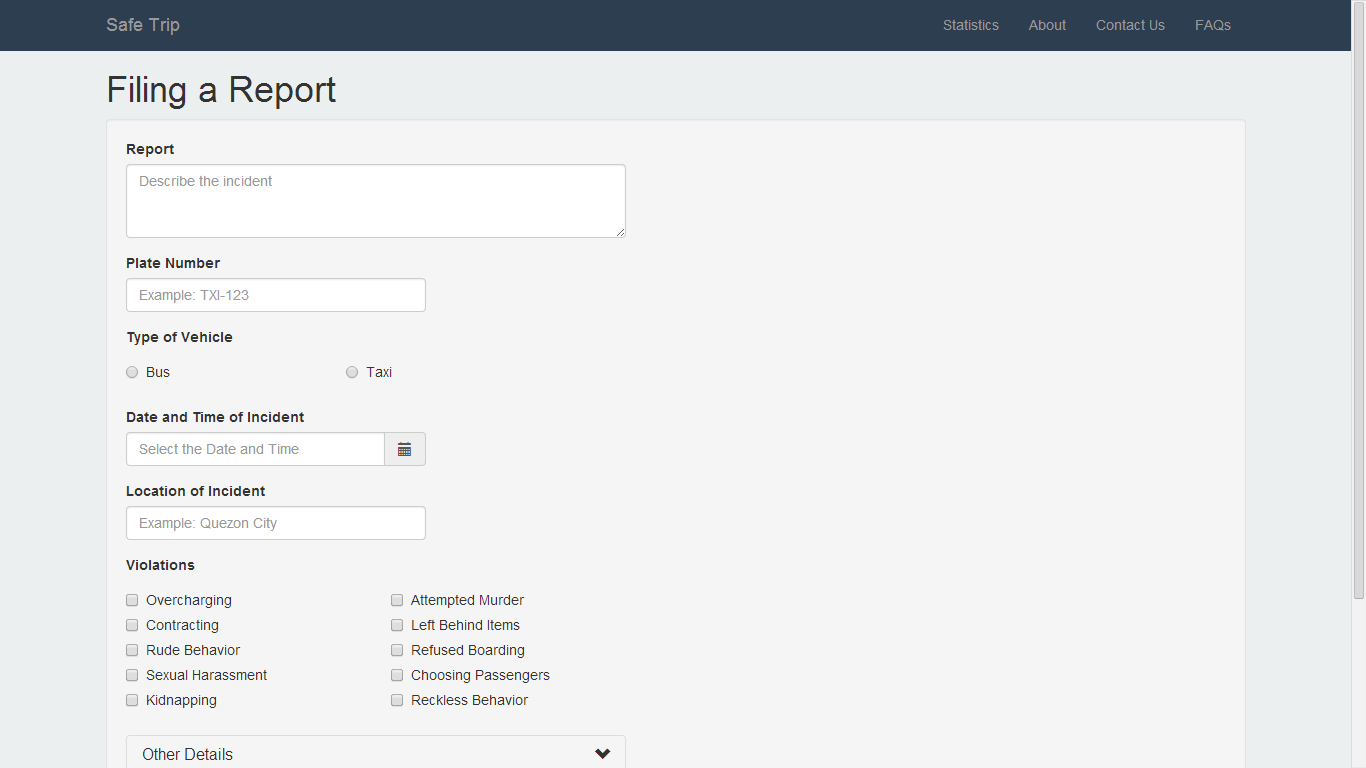 Safe Trip Statistics About Contact Us FAQs
Filing a Report
Report
Describe the incident
Plate Number
Example: TXI-123
Type of Vehicle
Bus Taxi
Date and Time of Incident
Select the Date and Time
Location of Incident
Example: Quezon City
Violations
Overcharging Attempted Murder
Contracting Left Behind Items
Rude Behavior Refused Boarding
Sexual Harassment Choosing Passengers
Kidnapping Reckless Behavior
Other Details